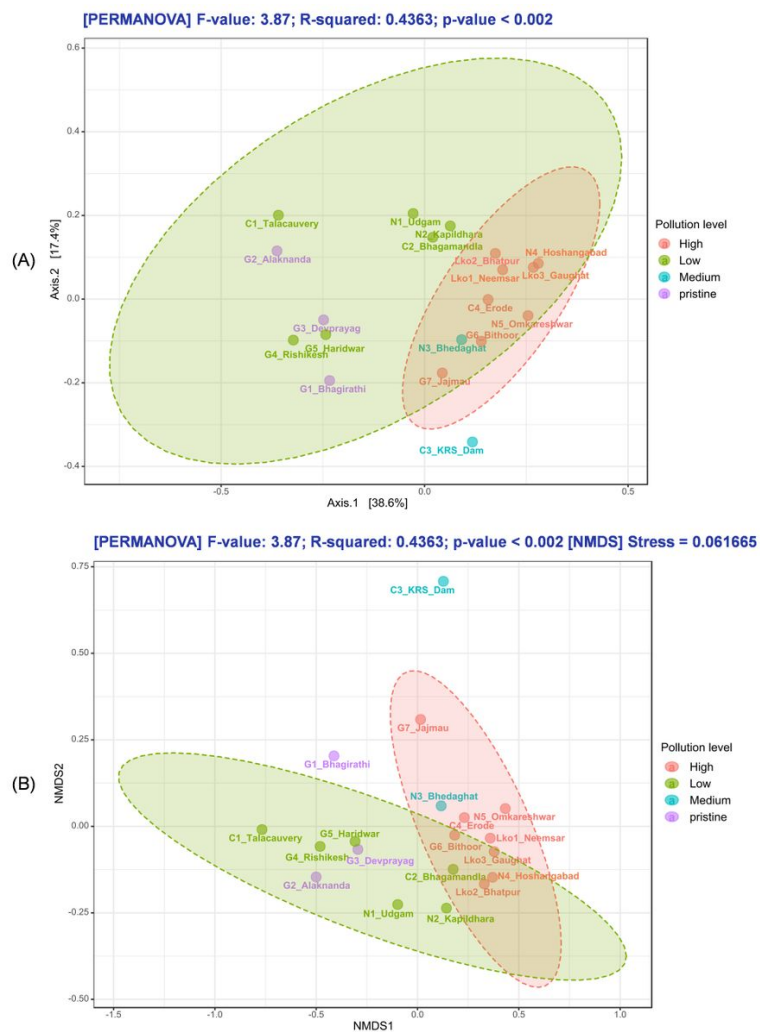 [PERMANOVA] F-value: 3.87; R-squared: 0.4363; p-value < 0.002
0.6
0.4
0.2
0.0
-0.2
-0.4
Axis.2 [17.4%]
(A)
C1_Talacauvery
N1_Udgam
N2_Kapildhara
C2_Bhagamandla
G2_Alaknanda
N4_Hoshangabad
Lko2_Bhatpur
Lko3_Gaughat
Lko1_Neemsar
C4_Erode
G3_Devprayag
N5_Omkareshwar
G5_Haridwar
G6_Bithoor
G4_Rishikesh
N3_Bhedaghat
G1_Bhagirathi
G7_Jajmau
C3_KRS_Dam
-0.5
0.0
0.5
Axis.1 [38.6%]
Pollution level
a High
a Low
a Medium
a pristine
[PERMANOVA] F-value: 3.87; R-squared: 0.4363; p-value < 0.002 [NMDS] Stress = 0.061665
0.75
0.50
0.25
0.00
-0.25
-0.50
NMDS2
(B)
C3_KRS_Dam
G7_Jajmau
G1_Bhagirathi
N3_Bhedaghat
N5_Omkareshwar
C4_Erode
C1_Talacauvery
G5_Haridwar
Lko1_Neemsar
G6_Bithoor
G4_Rishikesh
G3_Devprayag
Lko3_Gaughat
C2_Bhagamandla
N4_Hoshangabad
G2_Alaknanda
Lko2_Bhatpur
N1_Udgam
N2_Kapildhara
-1.5
-1.0
-0.5
0.0
0.5
1.0
NMDS1
Pollution level
a High
a Low
a Medium
a pristine